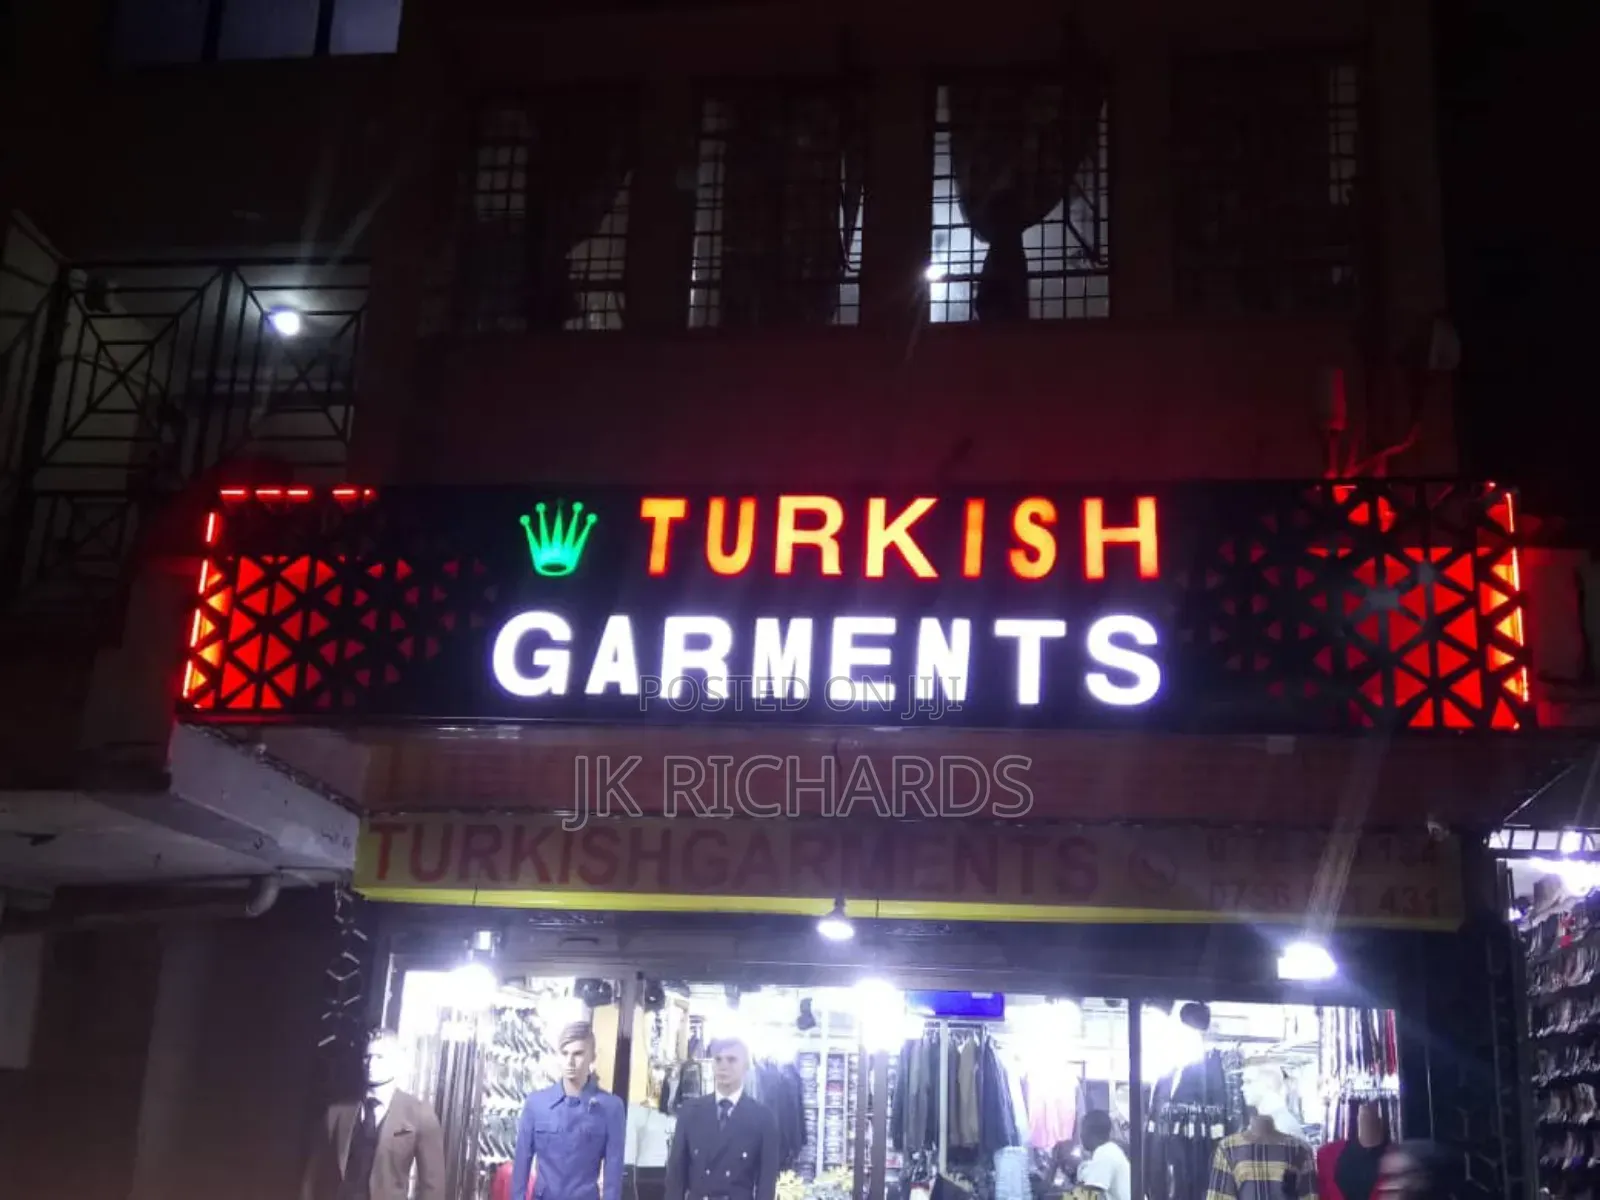 TURKISH
GARMENTS
POSTED ON JIJI
JK RICHARDS
TURKISHGARMENTS
431